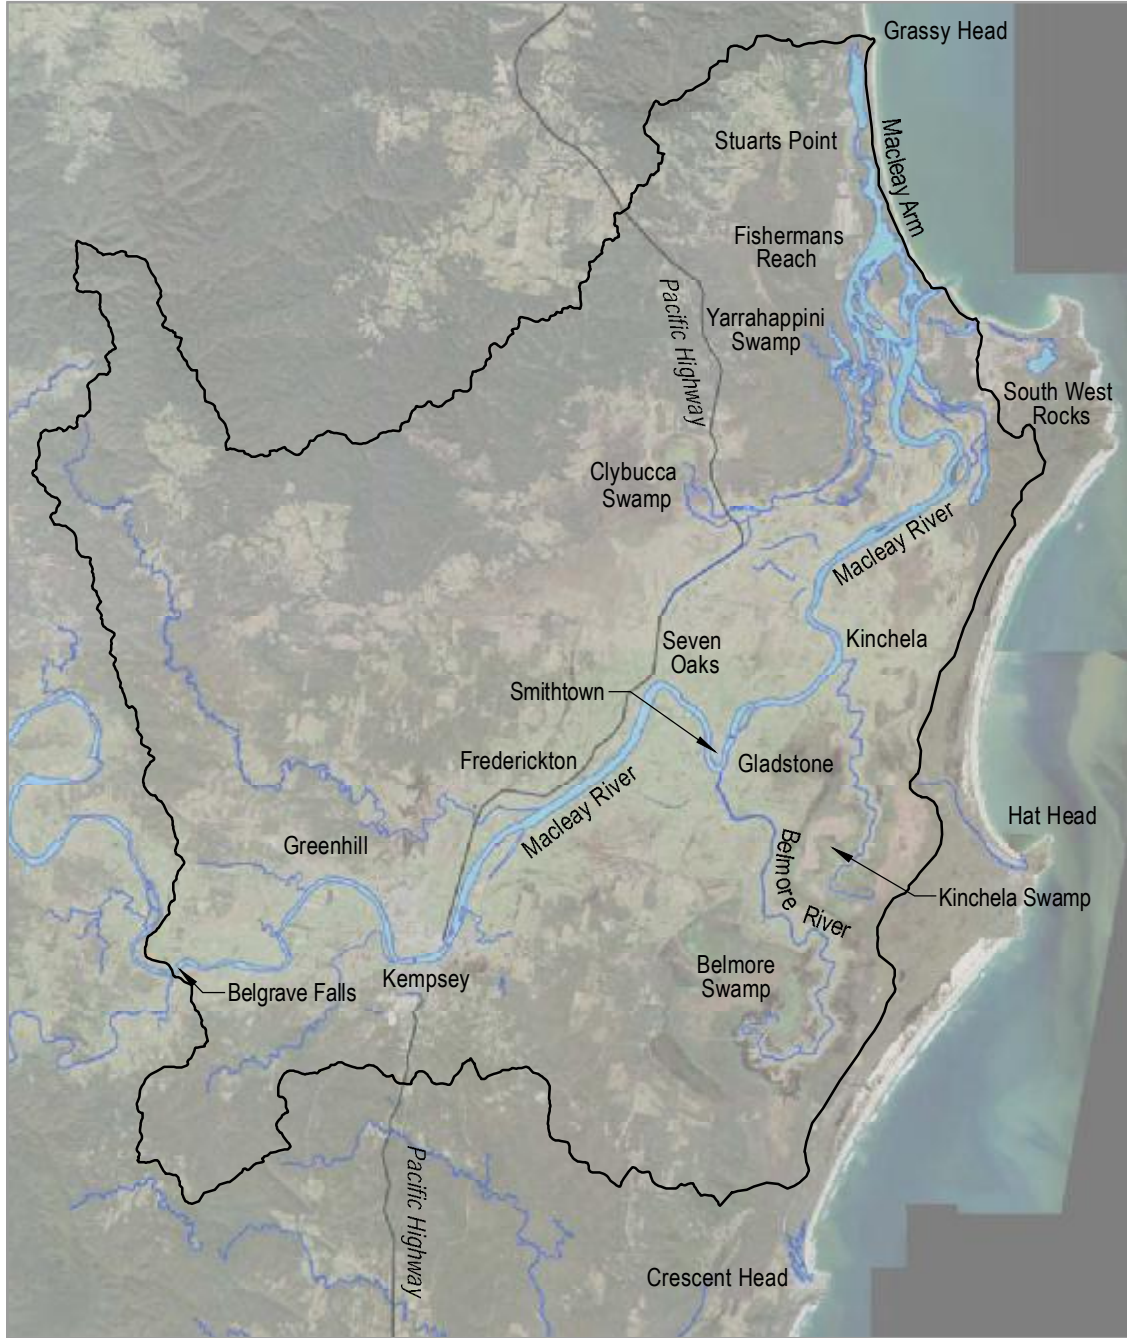 Grassy Head
Stuarts Point
Macleay Arm
Fishermans
Reach
Pacific Highway
Yarrahappini
Swamp
South West
Rocks
Clybucca
Swamp
Macleay River
Kinchela
Seven
Oaks
Smithtown
Frederickton
Gladstone
Macleay River
Hat Head
Greenhill
Belmore River
Kinchela Swamp
Belmore
Swamp
Kempsey
Belgrave Falls
Pacific Highway
Crescent Head